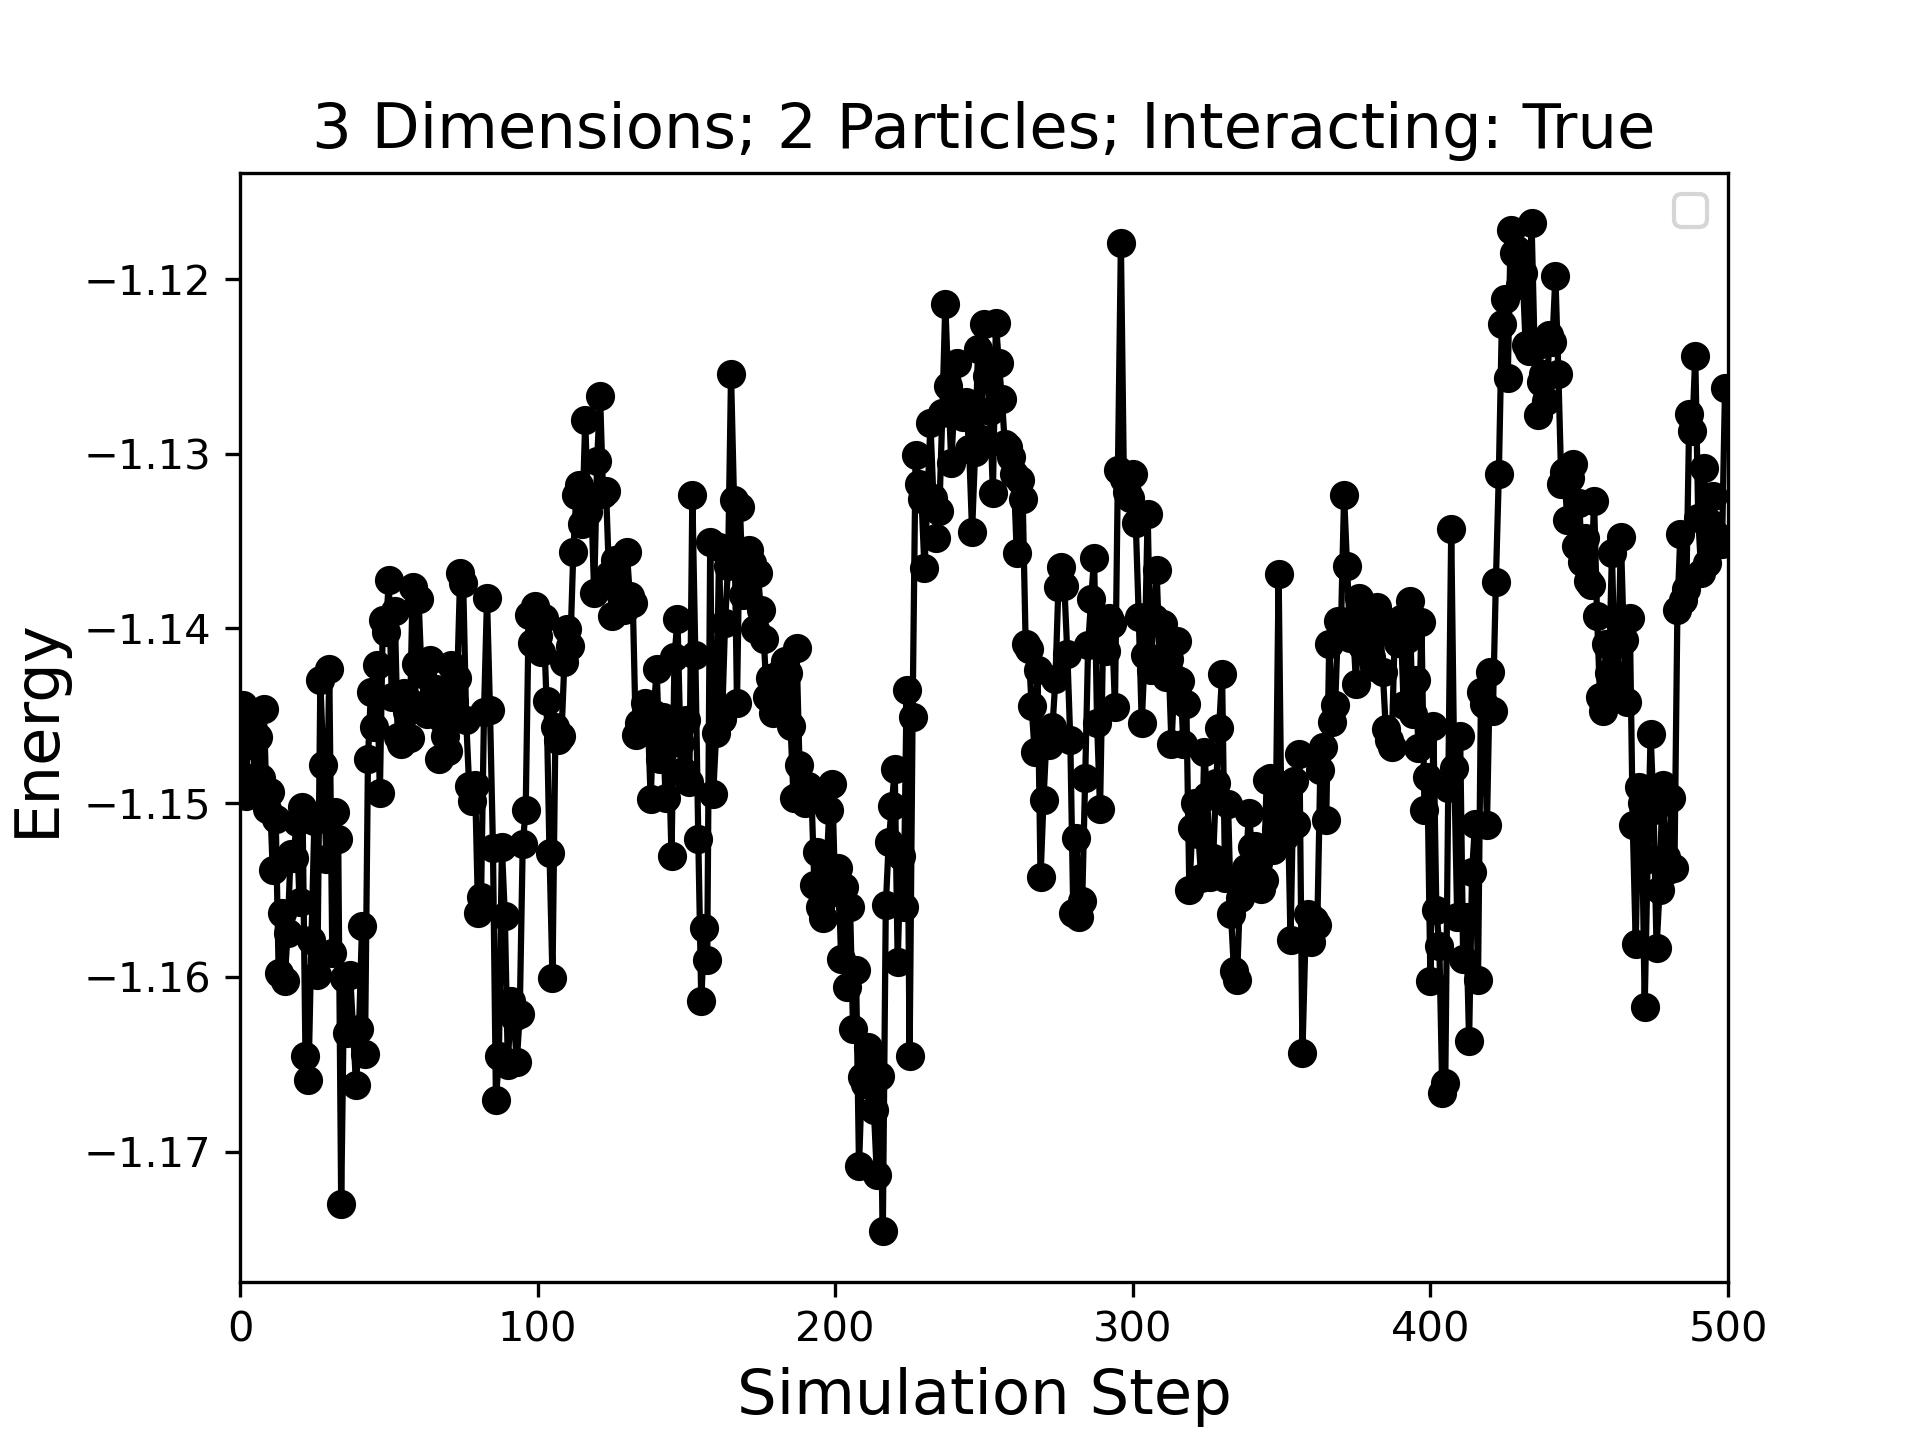 3 Dimensions; 2 Particles; Interacting: True
Energy
−1.12
−1.13
−1.14
−1.15
−1.16
−1.17
0 100 200 300 400 500
Simulation Step